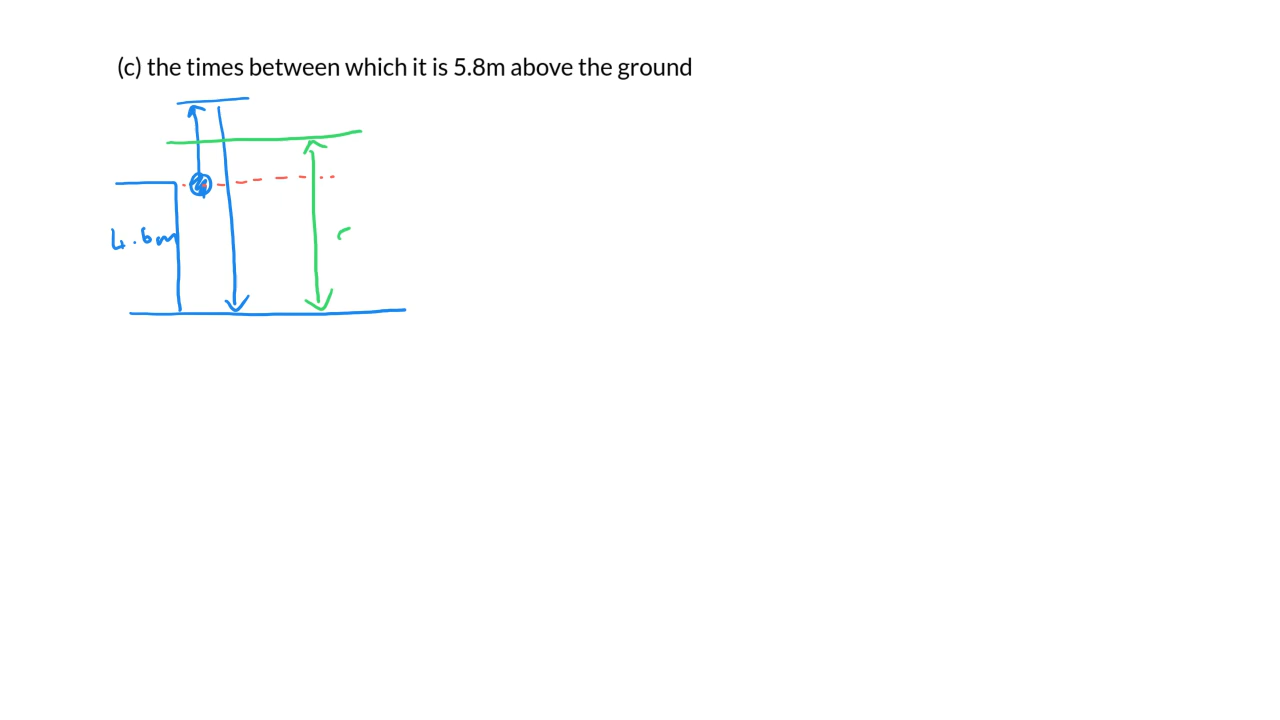 (c) the times between which it is 5.8m above the ground
4.6m